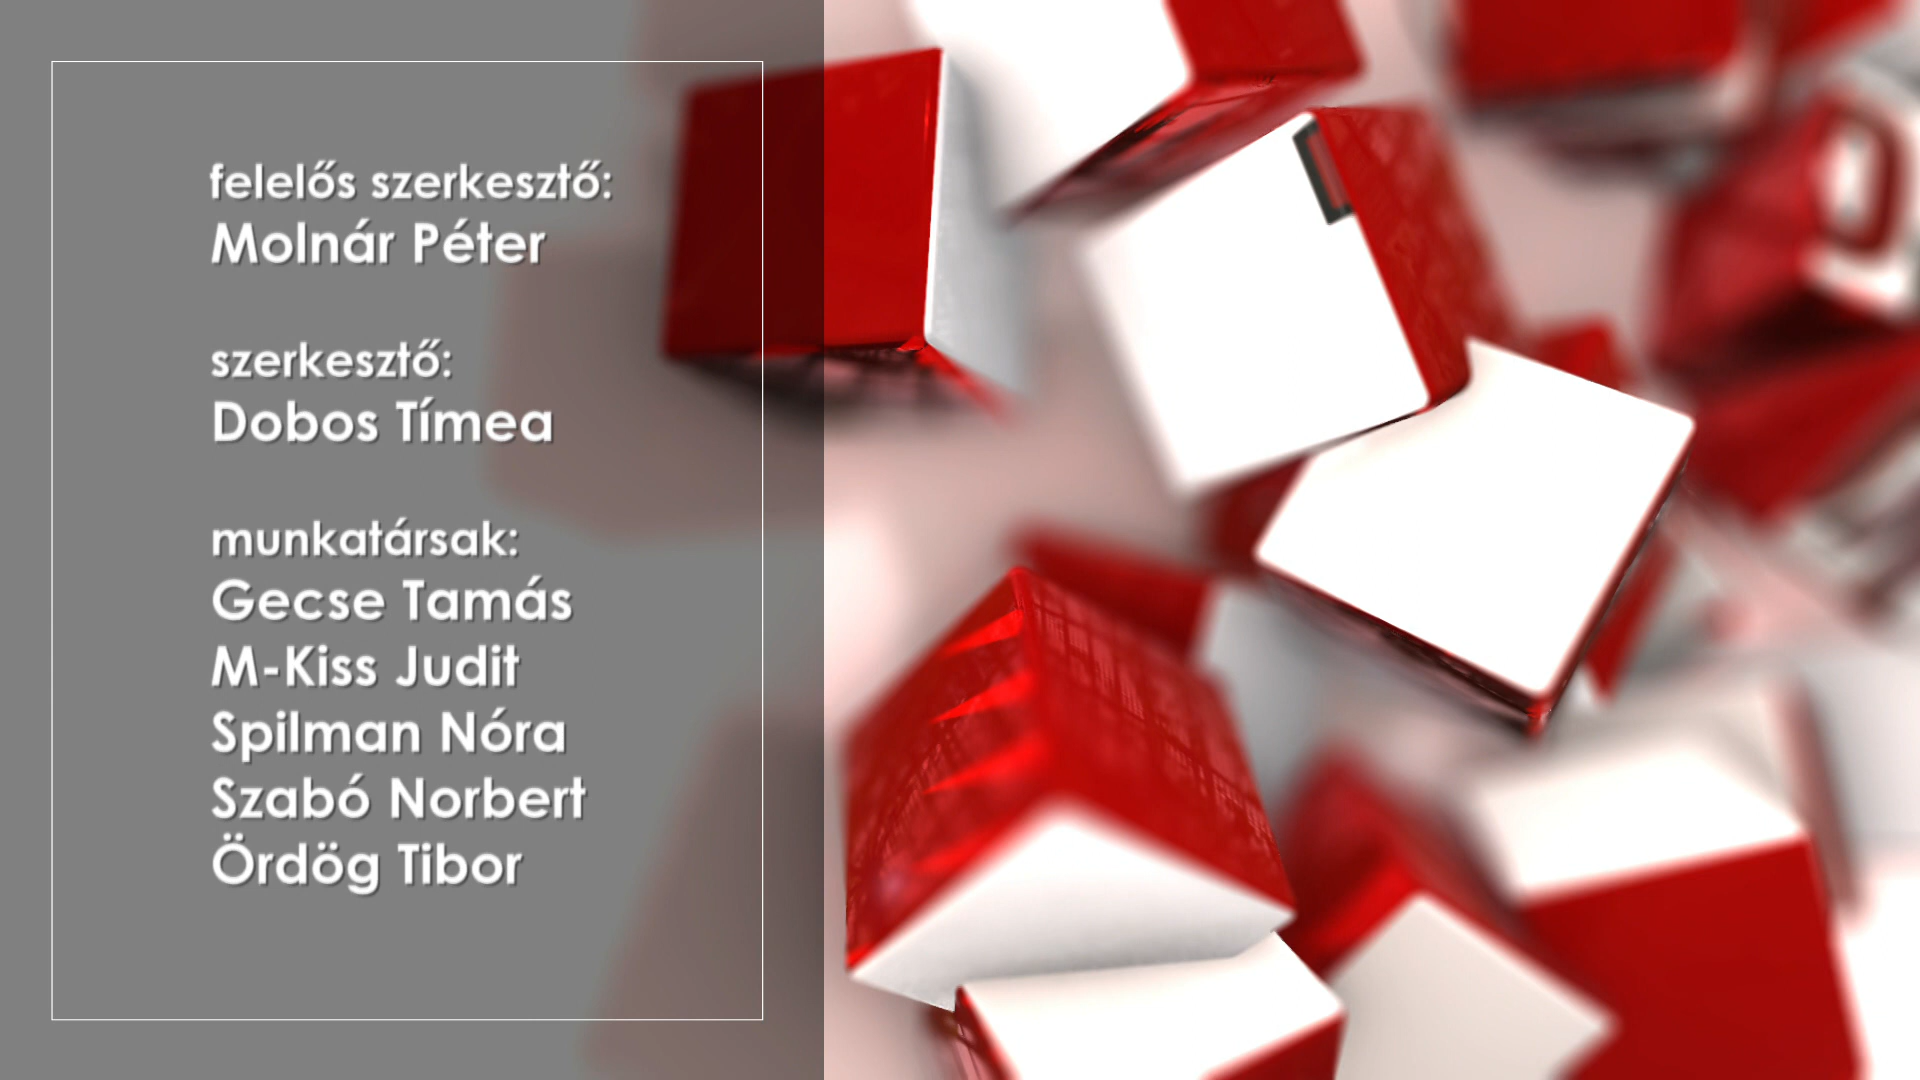 felelős szerkesztő:
Molnár Péter
szerkesztő:
Dobos Tímea
munkatársak:
Gecse Tamás
M-Kiss Judit
Spilman Nóra
Szabó Norbert
Ördög Tibor